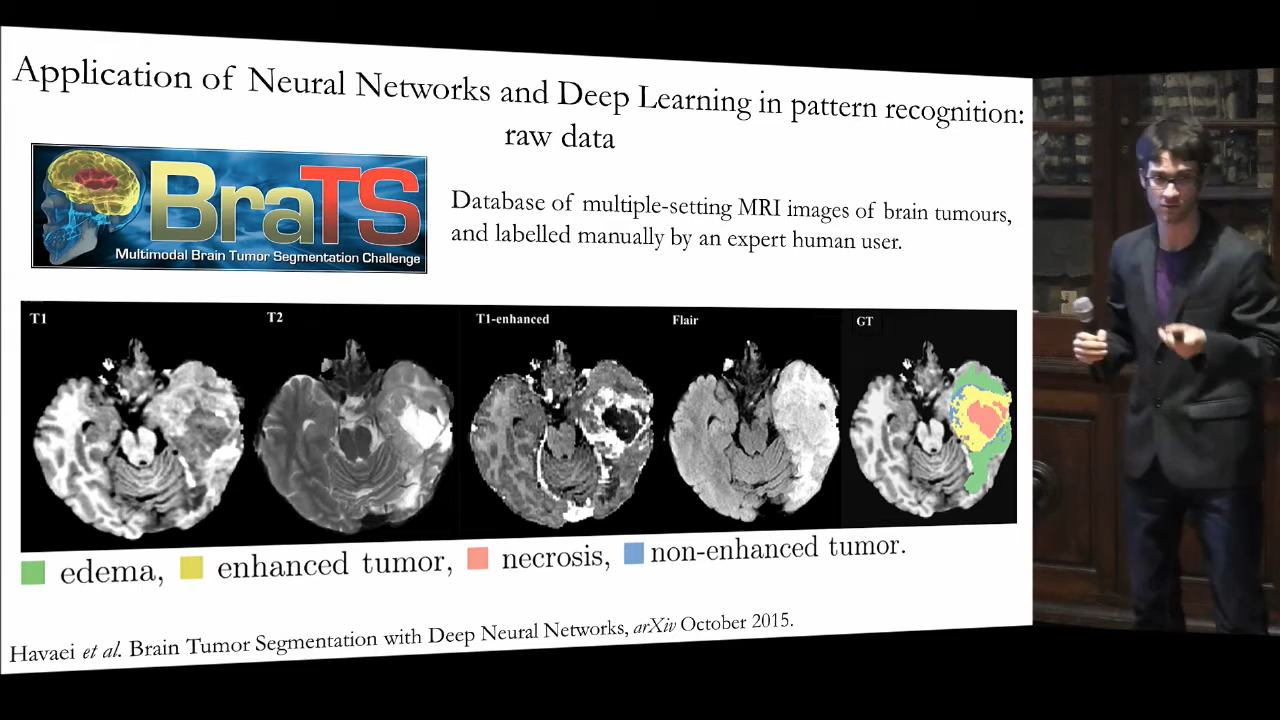 Application of Neural Networks and Deep Learning in pattern recognition:
raw data
BraTS
Multimodal Brain Tumor Segmentation Challenge
Database of multiple-setting MRI images of brain tumours,
and labelled manually by an expert human user.
T1 T2 T1-enhanced Flair GT
edema, enhanced tumor, necrosis, non-enhanced tumor.
Havaei et al. Brain Tumor Segmentation with Deep Neural Networks, arXiv October 2015.